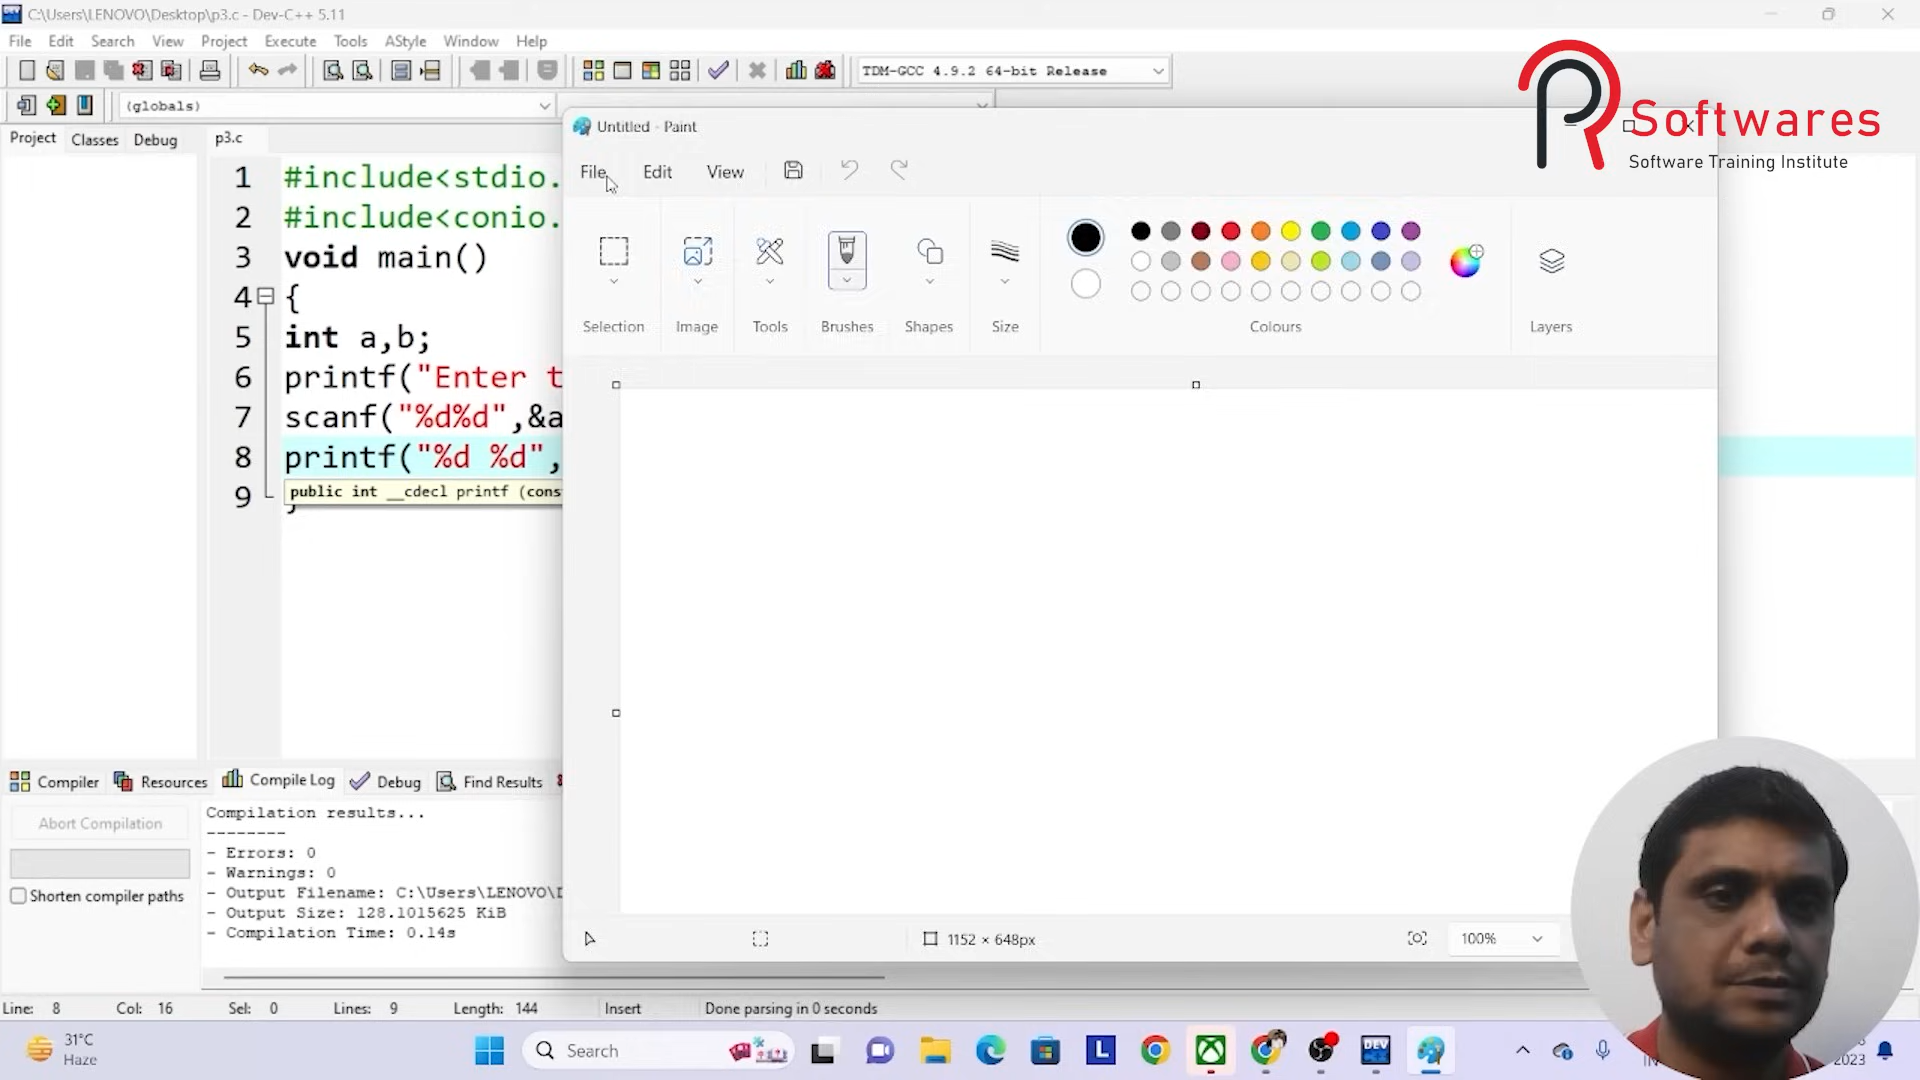 C:\Users\LENOVO\Desktop\p3.c - Dev-C++ 5.11
File Edit Search View Project Execute Tools AStyle Window Help
TDM-GCC 4.9.2 64-bit Release
(globals)
Softwares
Software Training Institute
Project Classes Debug
p3.c
Untitled - Paint
File Edit View
Selection Image Tools Brushes Shapes Size Colours Layers
1 #include<stdio.
2 #include<conio.
3 void main()
4 {
5 int a,b;
6 printf("Enter t
7 scanf("%d%d",&a
8 printf("%d %d",
public int __cdecl printf (cons
9 }
Compiler Resources Compile Log Debug Find Results
Abort Compilation
Shorten compiler paths
Compilation results...
--------
- Errors: 0
- Warnings: 0
- Output Filename: C:\Users\LENOVO\D
- Output Size: 128.1015625 KiB
- Compilation Time: 0.14s
1152 × 648px
100%
Line: 8 Col: 16 Sel: 0 Lines: 9 Length: 144 Insert Done parsing in 0 seconds
31°C
Haze
Search
DEV
L
2023